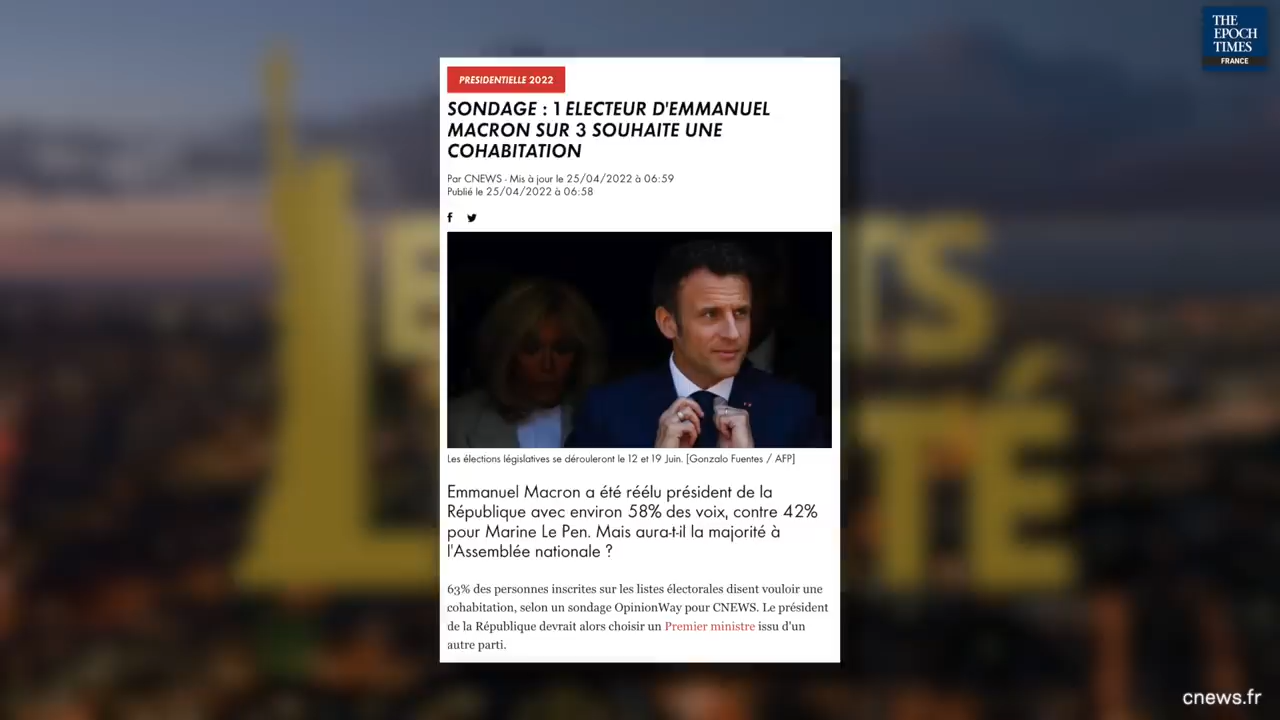 THE
EPOCH
TIMES
FRANCE
PRESIDENTIELLE 2022
SONDAGE : 1 ELECTEUR D'EMMANUEL
MACRON SUR 3 SOUHAITE UNE
COHABITATION
Par CNEWS - Mis à jour le 25/04/2022 à 06:59
Publié le 25/04/2022 à 06:58
Les élections législatives se dérouleront le 12 et 19 Juin. [Gonzalo Fuentes / AFP]
Emmanuel Macron a été réélu président de la
République avec environ 58% des voix, contre 42%
pour Marine Le Pen. Mais aura-t-il la majorité à
l'Assemblée nationale ?
63% des personnes inscrites sur les listes électorales disent vouloir une
cohabitation, selon un sondage OpinionWay pour CNEWS. Le président
de la République devrait alors choisir un Premier ministre issu d'un
autre parti.
cnews.fr